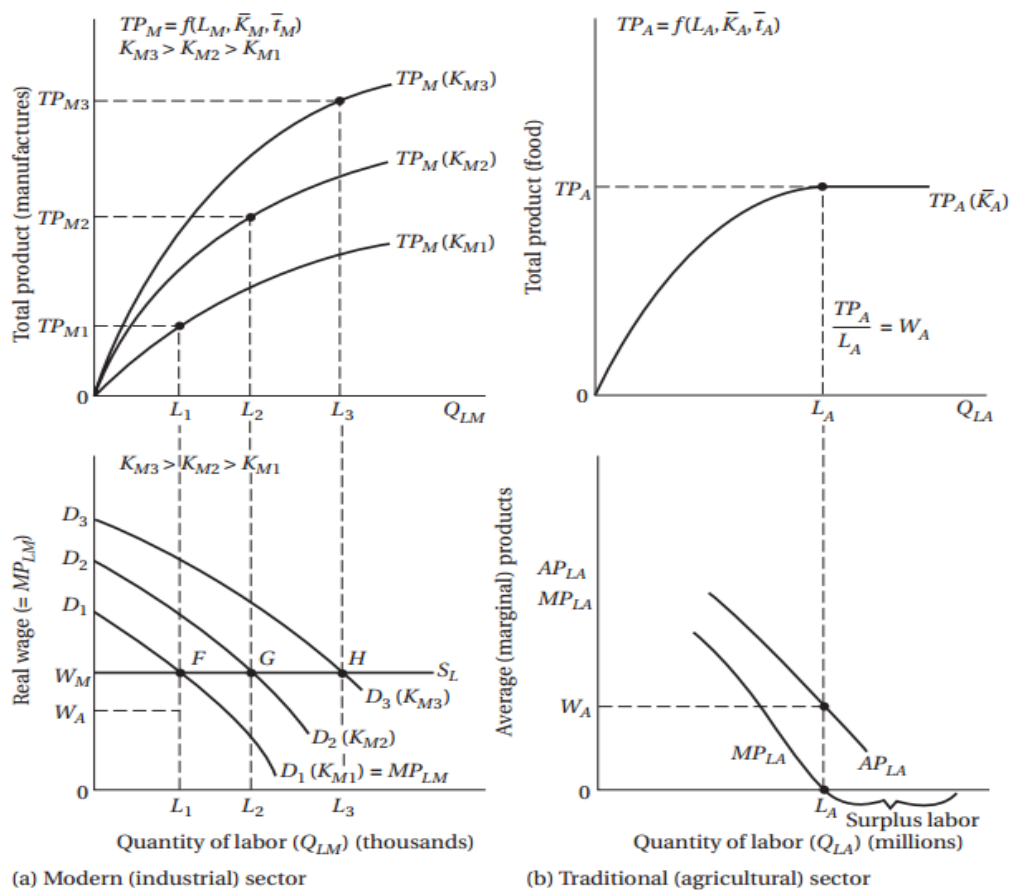 TP_M = f(L_M, K̄_M, t̄_M)
K_M3 > K_M2 > K_M1
Total product (manufactures)
TP_M3
TP_M2
TP_M1
0
TP_M (K_M3)
TP_M (K_M2)
TP_M (K_M1)
L_1 L_2 L_3 Q_LM
TP_A = f(L_A, K̄_A, t̄_A)
Total product (food)
TP_A
0
TP_A (K̄_A)
TP_A / L_A = W_A
L_A Q_LA
K_M3 > K_M2 > K_M1
Real wage (= MP_LM)
D_3
D_2
D_1
W_M
W_A
0
F G H
S_L
D_3 (K_M3)
D_2 (K_M2)
D_1 (K_M1) = MP_LM
L_1 L_2 L_3
Quantity of labor (Q_LM) (thousands)
(a) Modern (industrial) sector
Average (marginal) products
AP_LA
MP_LA
W_A
0
MP_LA
AP_LA
L_A
Surplus labor
Quantity of labor (Q_LA) (millions)
(b) Traditional (agricultural) sector